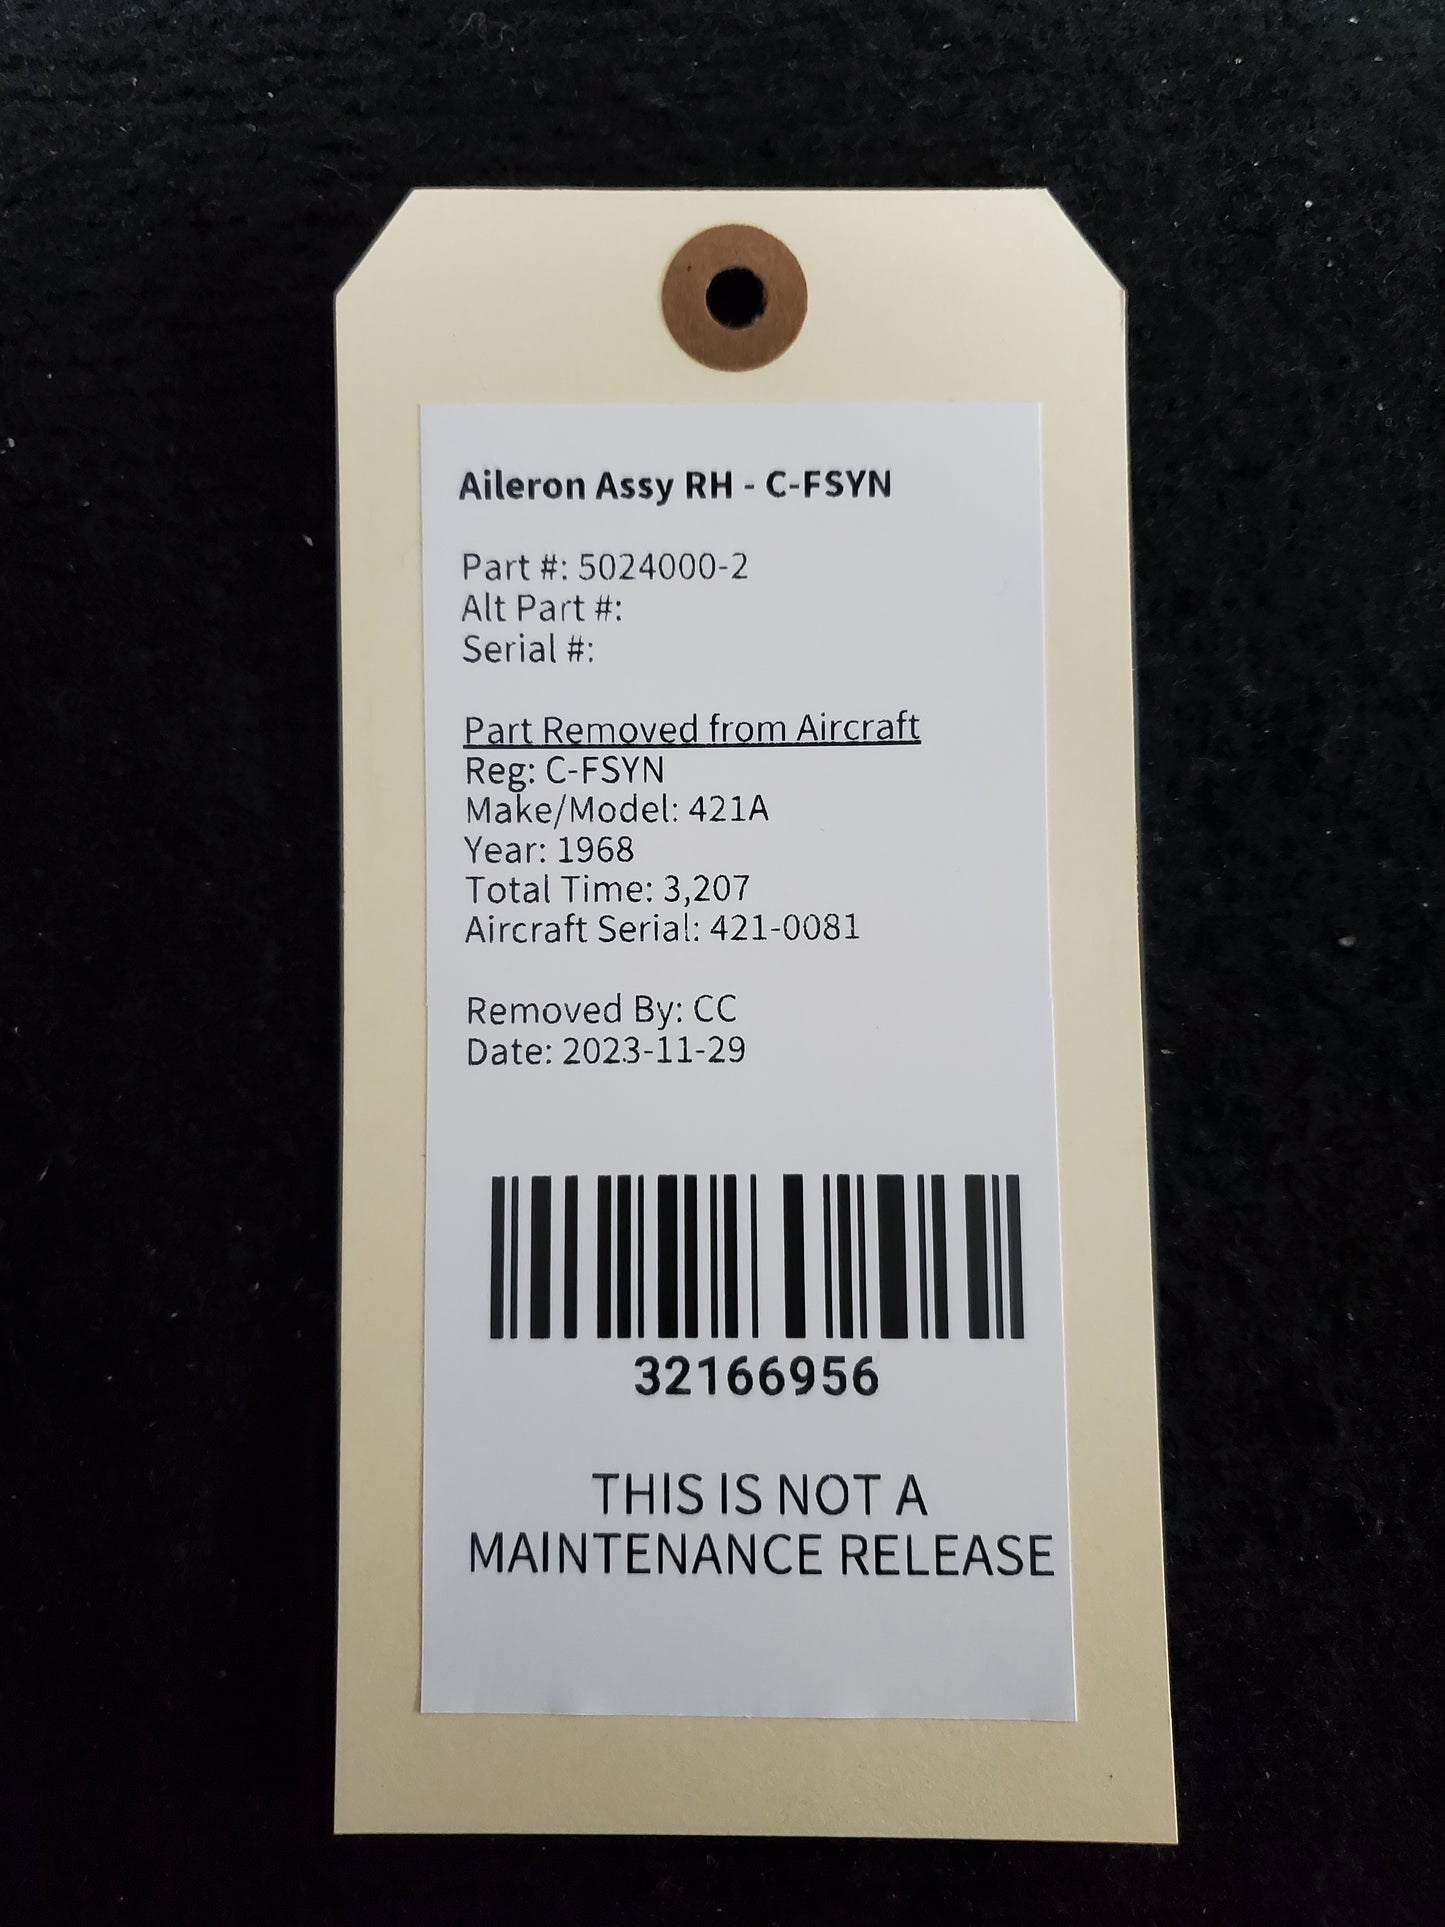 Aileron Assy RH - C-FSYN
Part #: 5024000-2
Alt Part #:
Serial #:
Part Removed from Aircraft
Reg: C-FSYN
Make/Model: 421A
Year: 1968
Total Time: 3,207
Aircraft Serial: 421-0081
Removed By: CC
Date: 2023-11-29
32166956
THIS IS NOT A
MAINTENANCE RELEASE